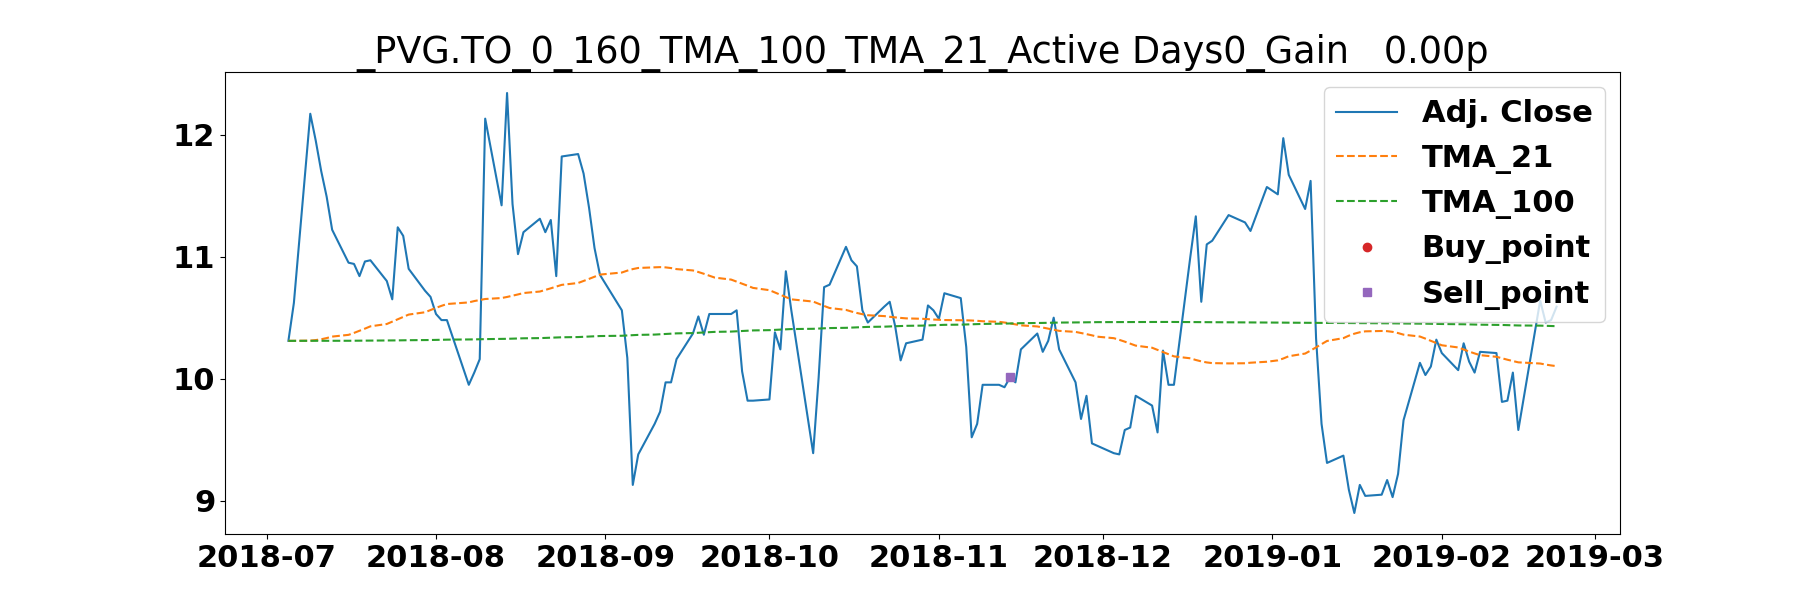 _PVG.TO_0_160_TMA_100_TMA_21_Active Days0_Gain   0.00p
Adj. Close
TMA_21
TMA_100
Buy_point
Sell_point
12
11
10
9
2018-07 2018-08 2018-09 2018-10 2018-11 2018-12 2019-01 2019-02 2019-03